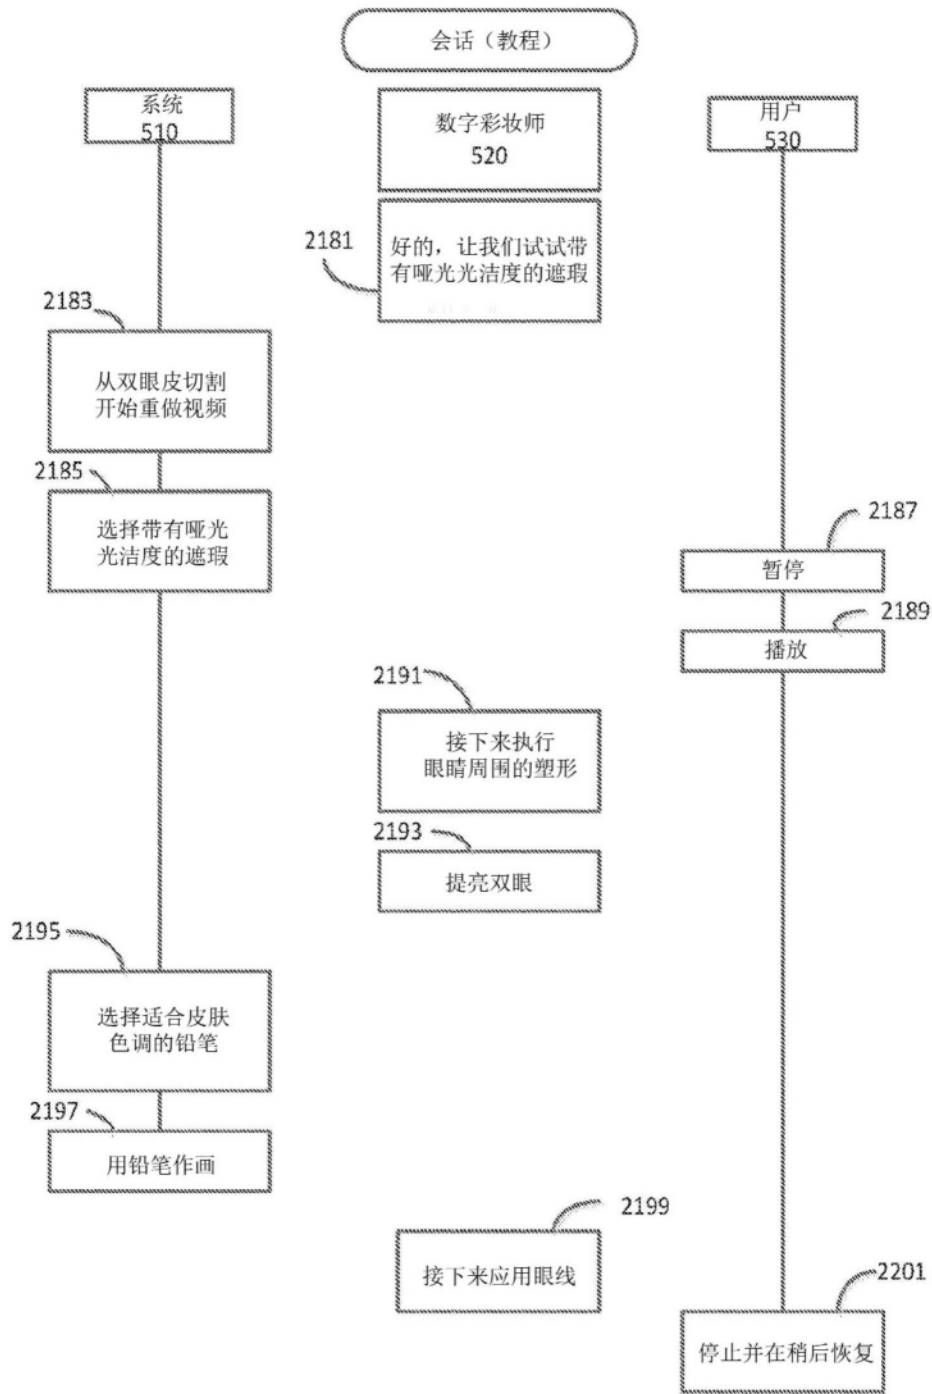 会话（教程）
系统
510
数字彩妆师
520
用户
530
2181
好的，让我们试试带
有哑光光洁度的遮瑕
2183
从双眼皮切割
开始重做视频
2185
选择带有哑光
光洁度的遮瑕
2187
暂停
2189
播放
2191
接下来执行
眼睛周围的塑形
2193
提亮双眼
2195
选择适合皮肤
色调的铅笔
2197
用铅笔作画
2199
接下来应用眼线
2201
停止并在稍后恢复